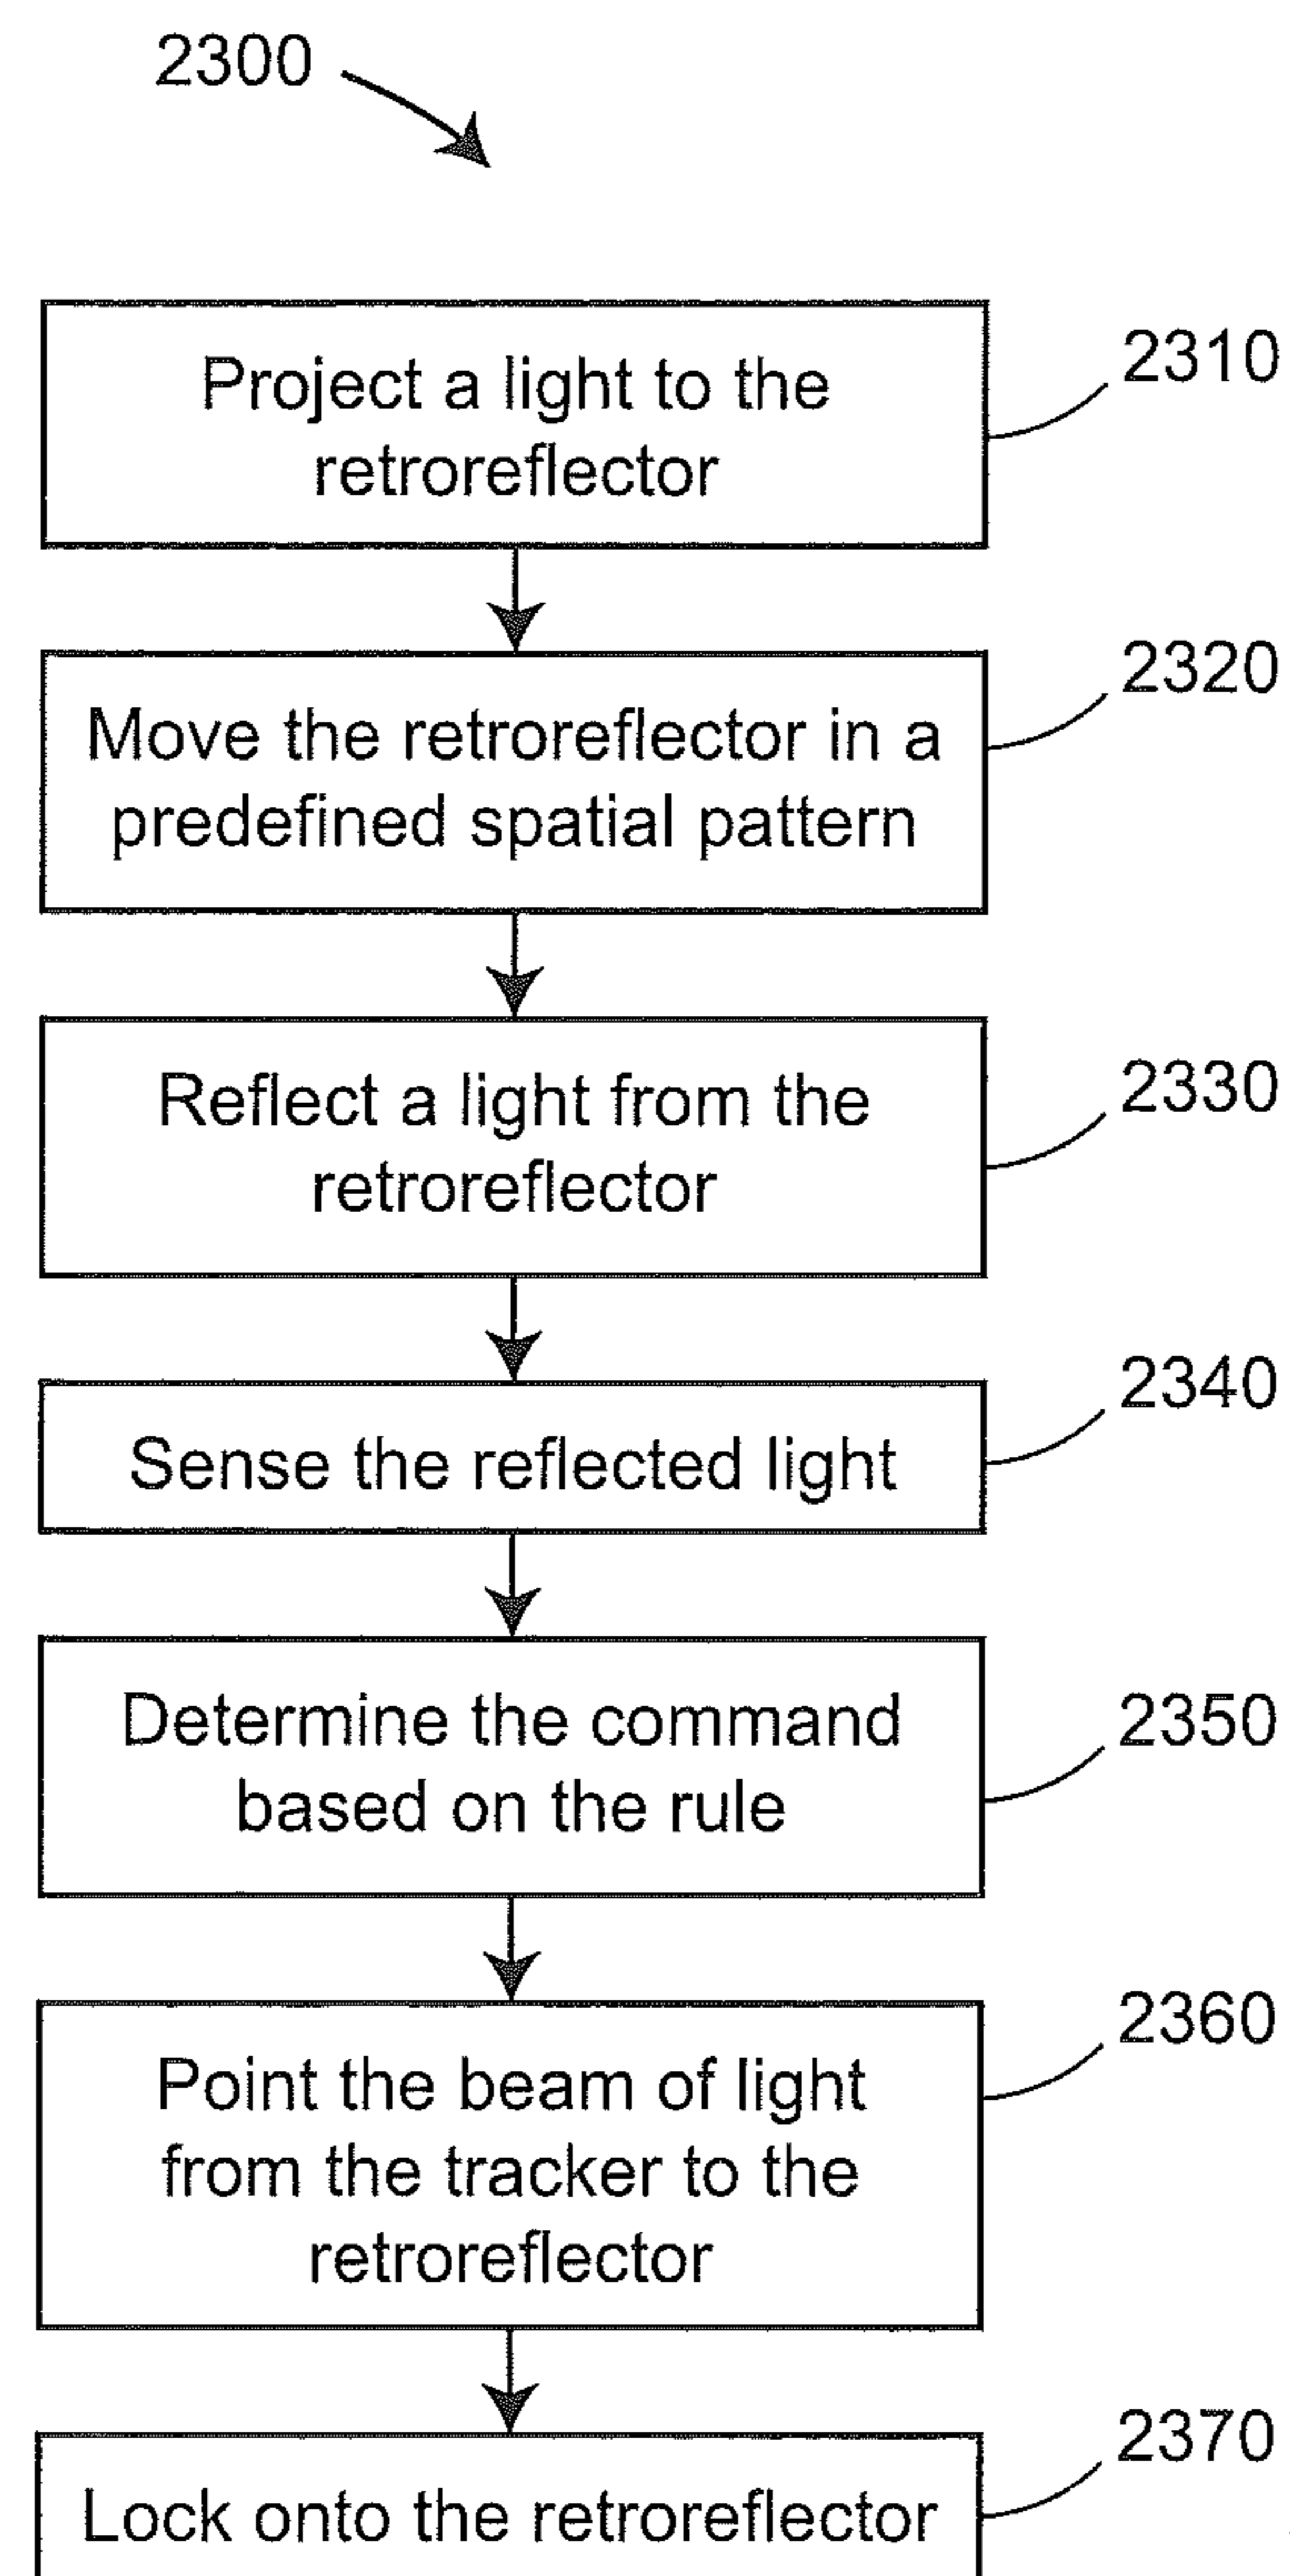 2300
Project a light to the
retroreflector
2310
Move the retroreflector in a
predefined spatial pattern
2320
Reflect a light from the
retroreflector
2330
Sense the reflected light
2340
Determine the command
based on the rule
2350
Point the beam of light
from the tracker to the
retroreflector
2360
Lock onto the retroreflector
2370